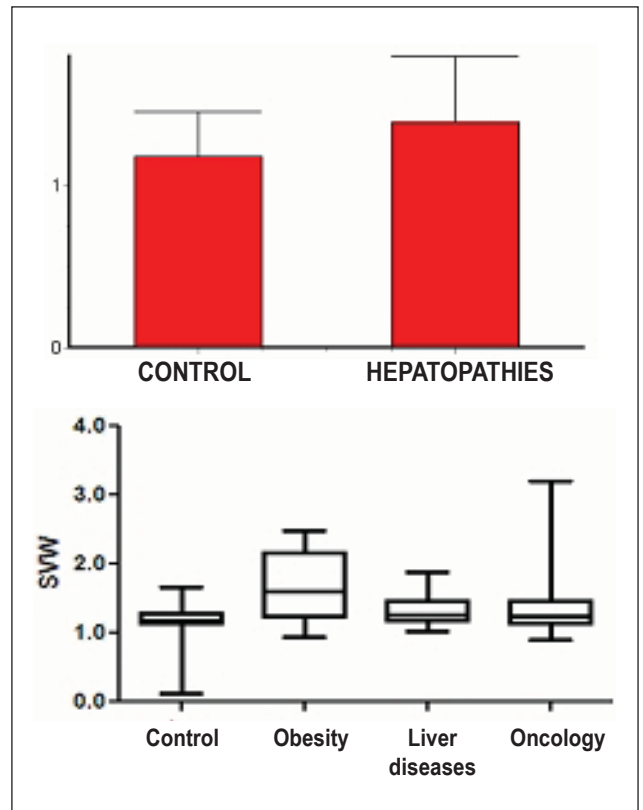 1
0
CONTROL HEPATOPATHIES
4.0
3.0
SVW
2.0
1.0
0.0
Control Obesity Liver diseases Oncology